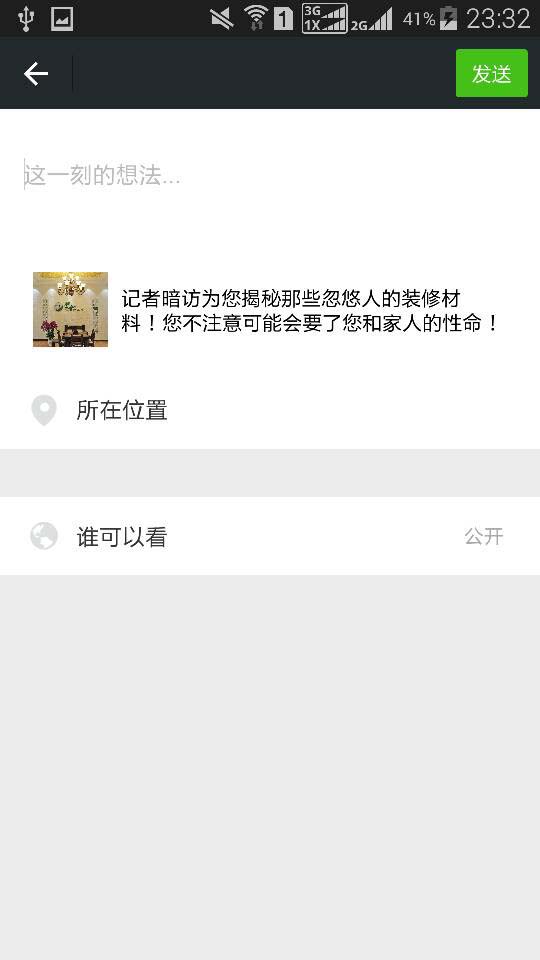 1
3G
1X
2G
41%
23:32
发送
这一刻的想法...
记者暗访为您揭秘那些忽悠人的装修材
料！您不注意可能会要了您和家人的性命！
所在位置
谁可以看
公开